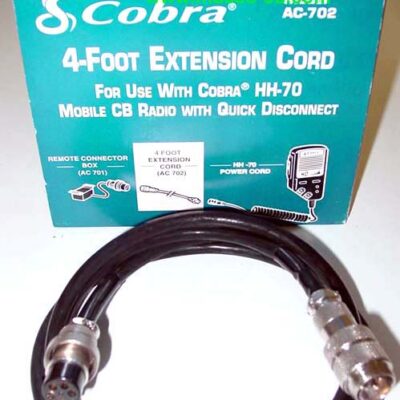 Cobra®
AC-702
4-FOOT EXTENSION CORD
FOR USE WITH COBRA® HH-70
MOBILE CB RADIO WITH QUICK DISCONNECT
REMOTE CONNECTOR
BOX
(AC 701)
4 FOOT
EXTENSION
CORD
(AC 702)
HH -70
POWER CORD